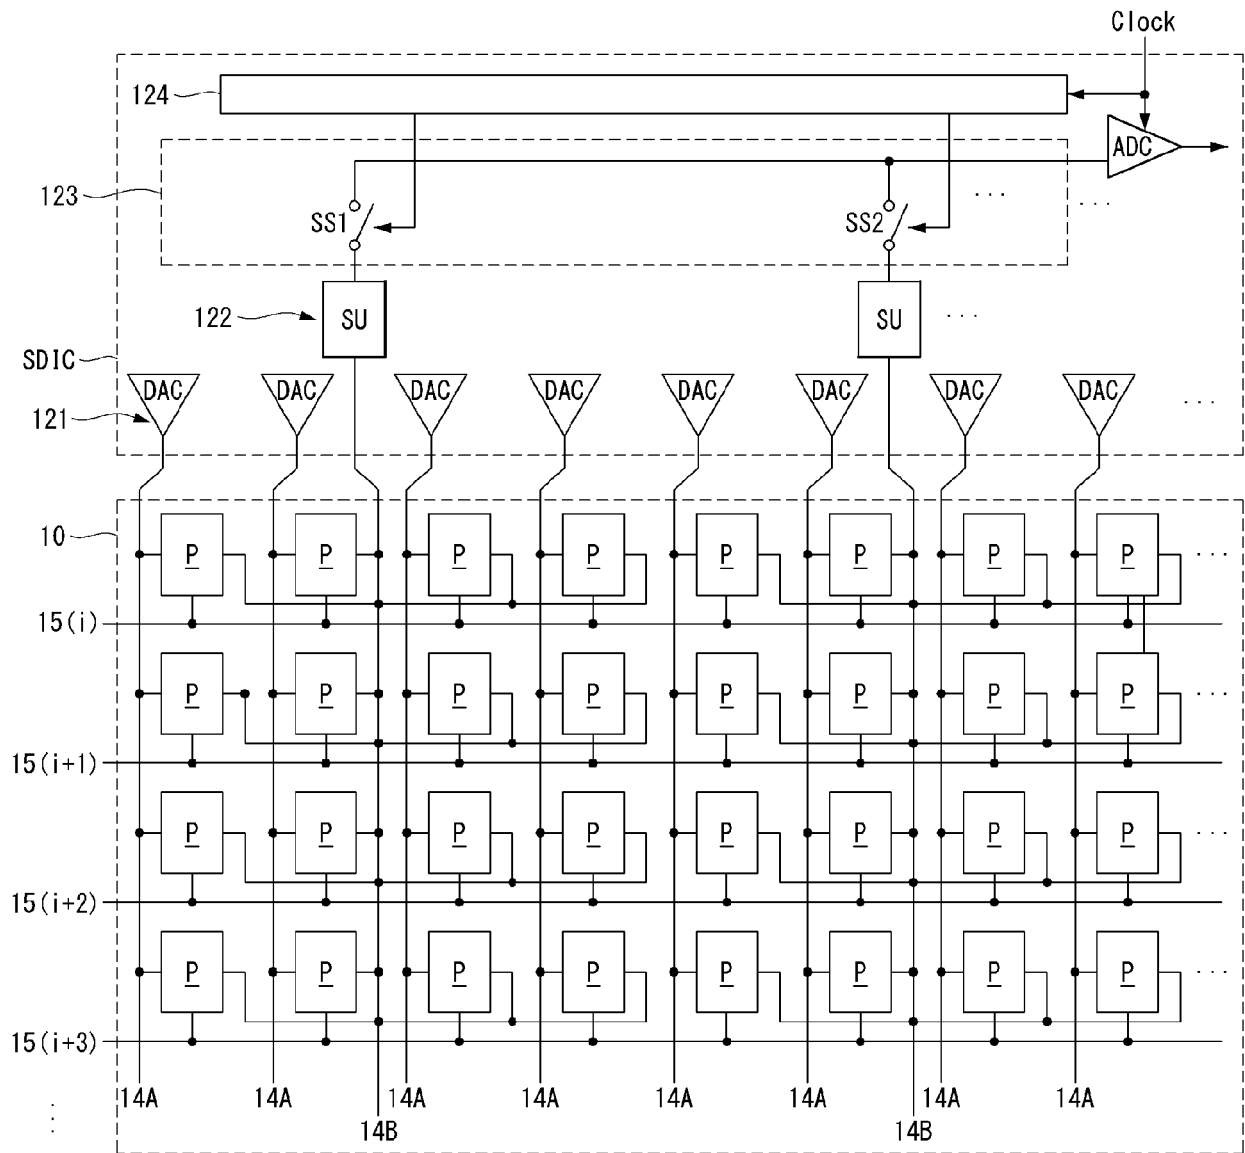 Clock
124
ADC
123
SS1
SS2
...
...
122
SU
SU
...
SDIC
DAC DAC DAC DAC DAC DAC DAC DAC
121
...
10
P P P P P P P P ...
15(i)
P P P P P P P P ...
15(i+1)
P P P P P P P P ...
15(i+2)
P P P P P P P P ...
15(i+3)
14A 14A 14A 14A 14A 14A 14A 14A
14B 14B